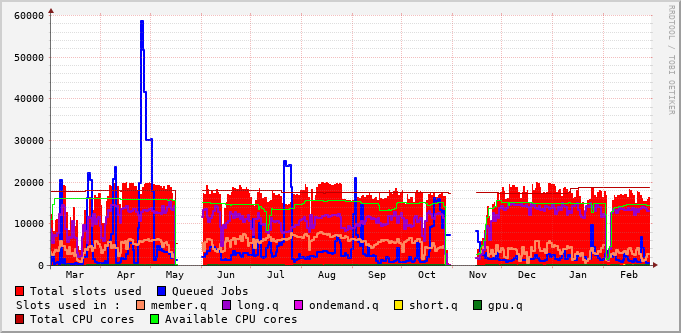 RRDTOOL / TOBI OETIKER
60000
50000
40000
30000
20000
10000
0
Mar Apr May Jun Jul Aug Sep Oct Nov Dec Jan Feb
Total slots used Queued Jobs
Slots used in : member.q long.q ondemand.q short.q gpu.q
Total CPU cores Available CPU cores